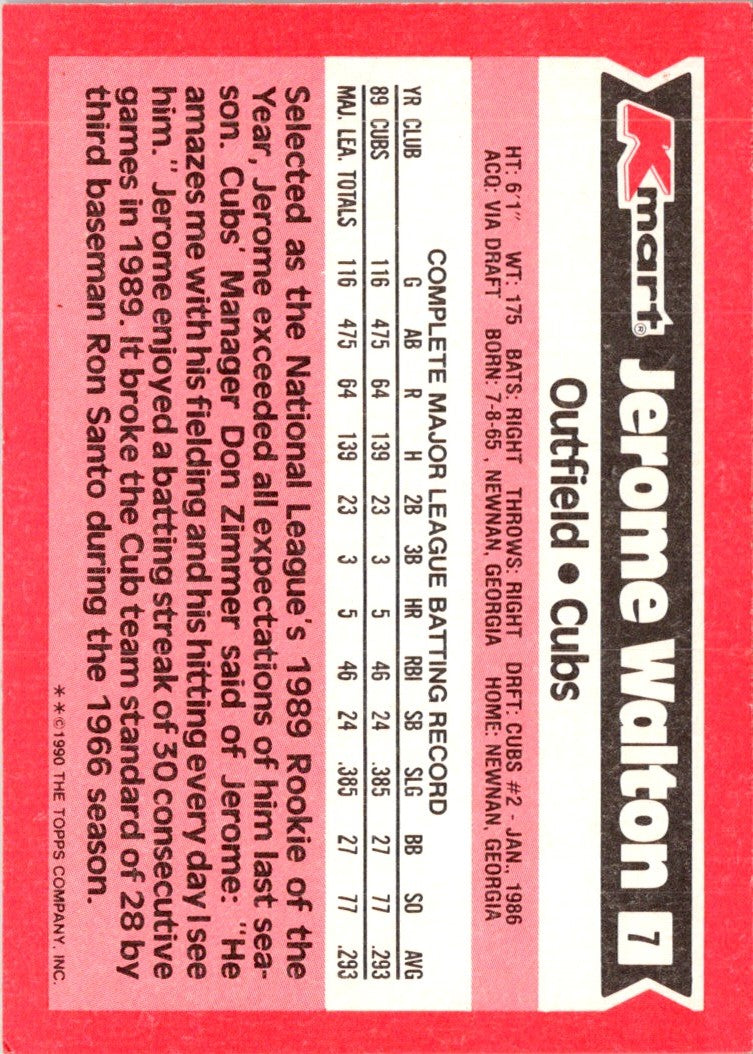 Kmart® Jerome Walton 7
Outfield • Cubs
HT: 6'1" WT: 175 BATS: RIGHT THROWS: RIGHT DRFT: CUBS #2 - JAN., 1986
ACQ: VIA DRAFT BORN: 7-8-65, NEWNAN, GEORGIA HOME: NEWNAN, GEORGIA
COMPLETE MAJOR LEAGUE BATTING RECORD
YR CLUB G AB R H 2B 3B HR RBI SB SLG BB SO AVG
89 CUBS 116 475 64 139 23 3 5 46 24 .385 27 77 .293
MAJ. LEA. TOTALS 116 475 64 139 23 3 5 46 24 .385 27 77 .293
Selected as the National League's 1989 Rookie of the
Year, Jerome exceeded all expectations of him last sea-
son. Cubs' Manager Don Zimmer said of Jerome: "He
amazes me with his fielding and his hitting every day I see
him." Jerome enjoyed a batting streak of 30 consecutive
games in 1989. It broke the Cub team standard of 28 by
third baseman Ron Santo during the 1966 season.
**©1990 THE TOPPS COMPANY, INC.